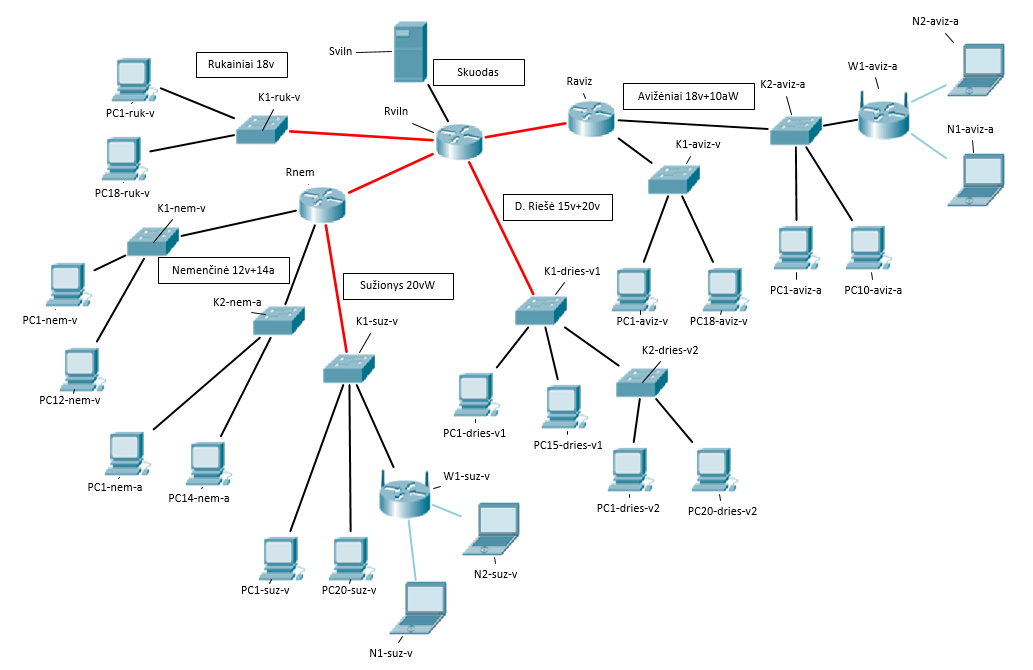 N2-aviz-a
Sviln
Rukainiai 18v
Skuodas
Raviz
W1-aviz-a
K2-aviz-a
Avižėniai 18v+10aW
K1-ruk-v
PC1-ruk-v
Rviln
N1-aviz-a
K1-aviz-v
Rnem
PC18-ruk-v
K1-nem-v
D. Riešė 15v+20v
Nemenčinė 12v+14a
K1-dries-v1
Sužionys 20vW
PC1-aviz-a
PC10-aviz-a
K2-nem-a
PC1-nem-v
K1-suz-v
PC1-aviz-v
PC18-aviz-v
K2-dries-v2
PC12-nem-v
PC1-dries-v1
PC15-dries-v1
W1-suz-v
PC1-nem-a
PC14-nem-a
PC1-dries-v2
PC20-dries-v2
N2-suz-v
PC1-suz-v
PC20-suz-v
N1-suz-v